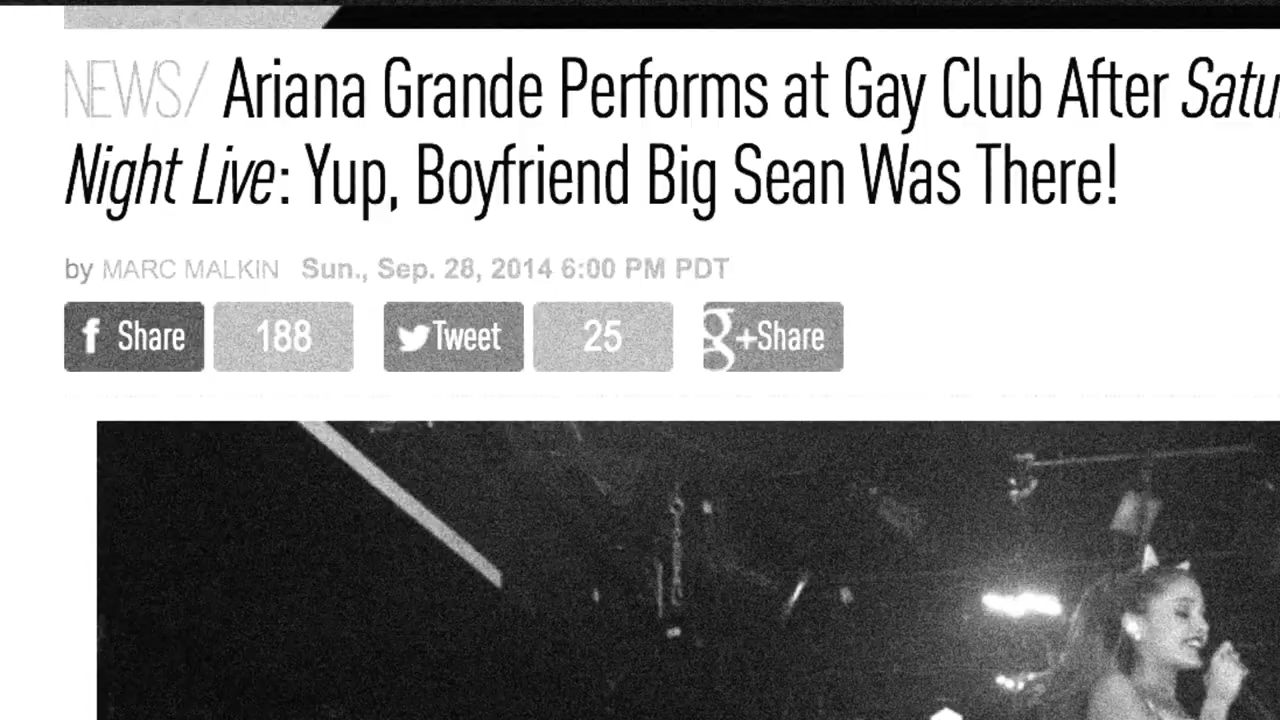 NEWS/ Ariana Grande Performs at Gay Club After Satu
Night Live: Yup, Boyfriend Big Sean Was There!
by MARC MALKIN Sun., Sep. 28, 2014 6:00 PM PDT
f Share 188 Tweet 25 g+Share